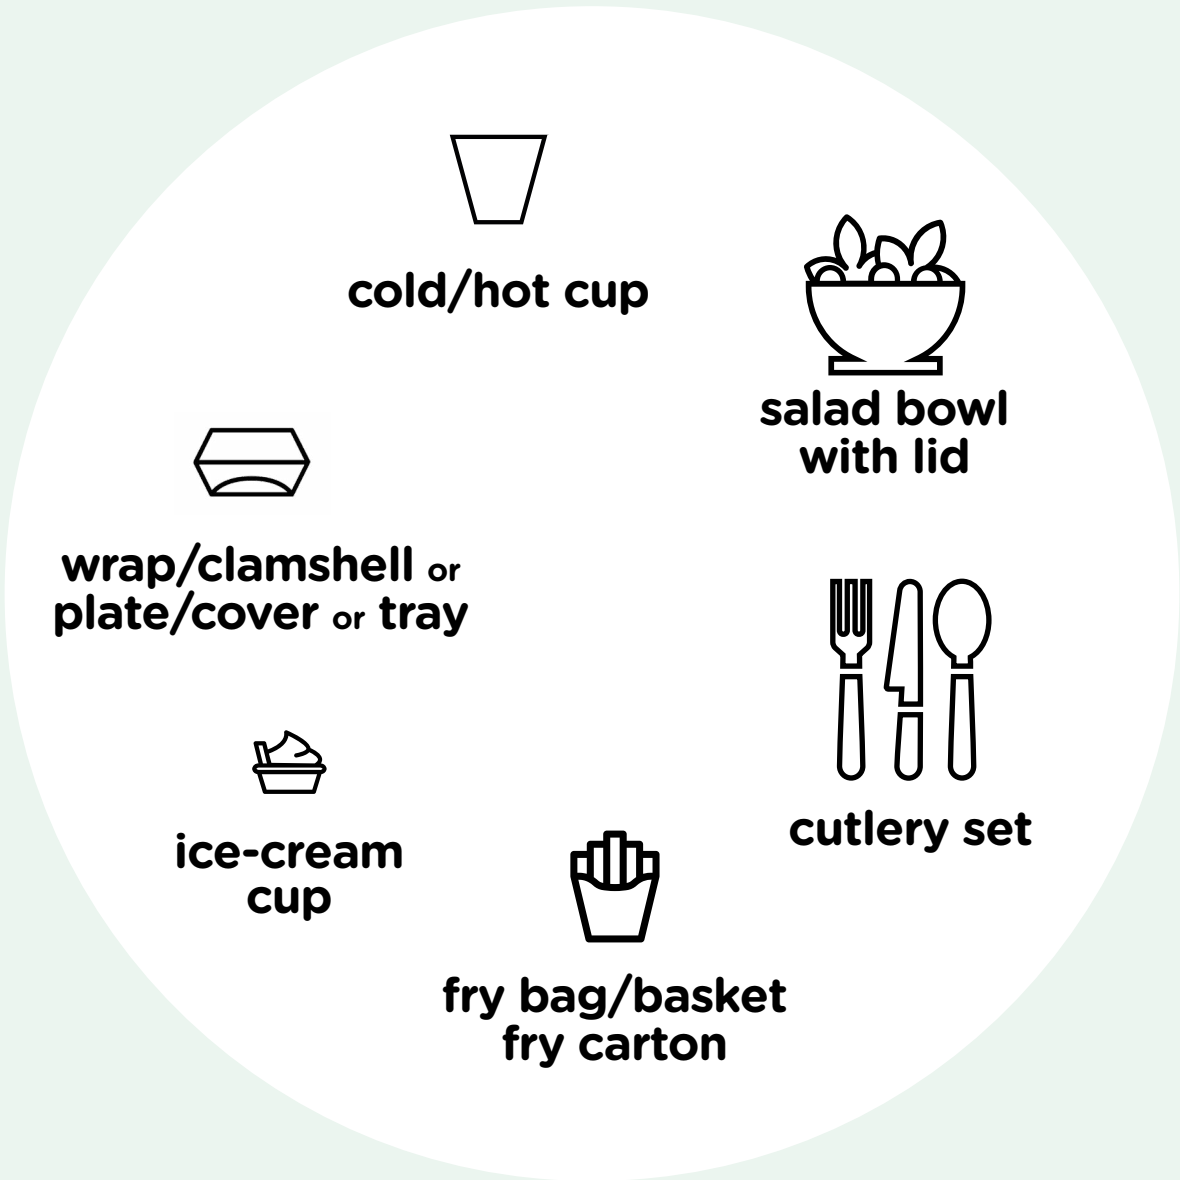 cold/hot cup
salad bowl
with lid
wrap/clamshell or
plate/cover or tray
cutlery set
ice-cream
cup
fry bag/basket
fry carton